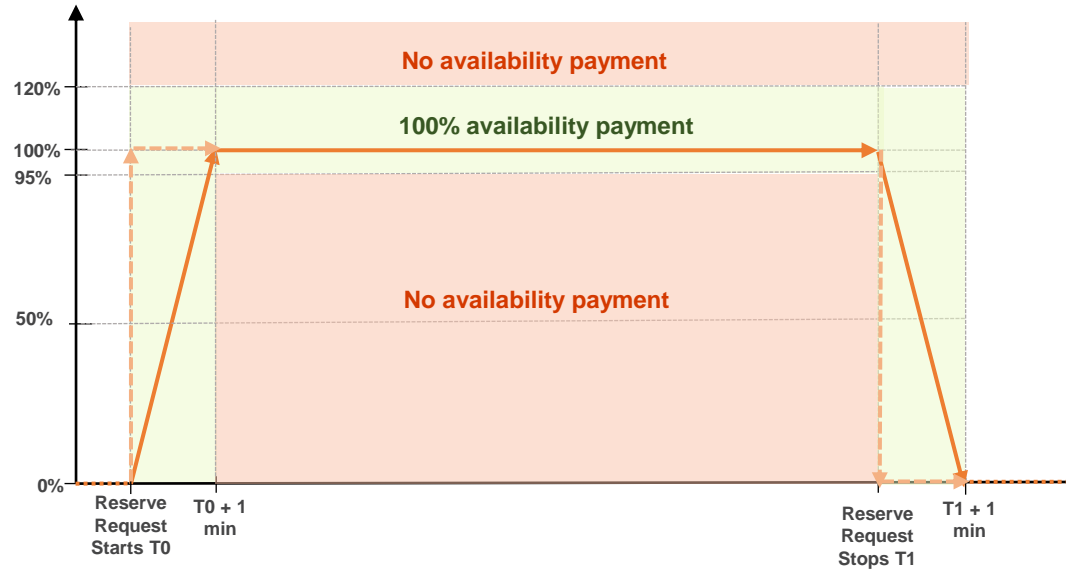 No availability payment
120%
100% availability payment
100%
95%
No availability payment
50%
0%
Reserve
Request
Starts T0
T0 + 1
min
Reserve
Request
Stops T1
T1 + 1
min